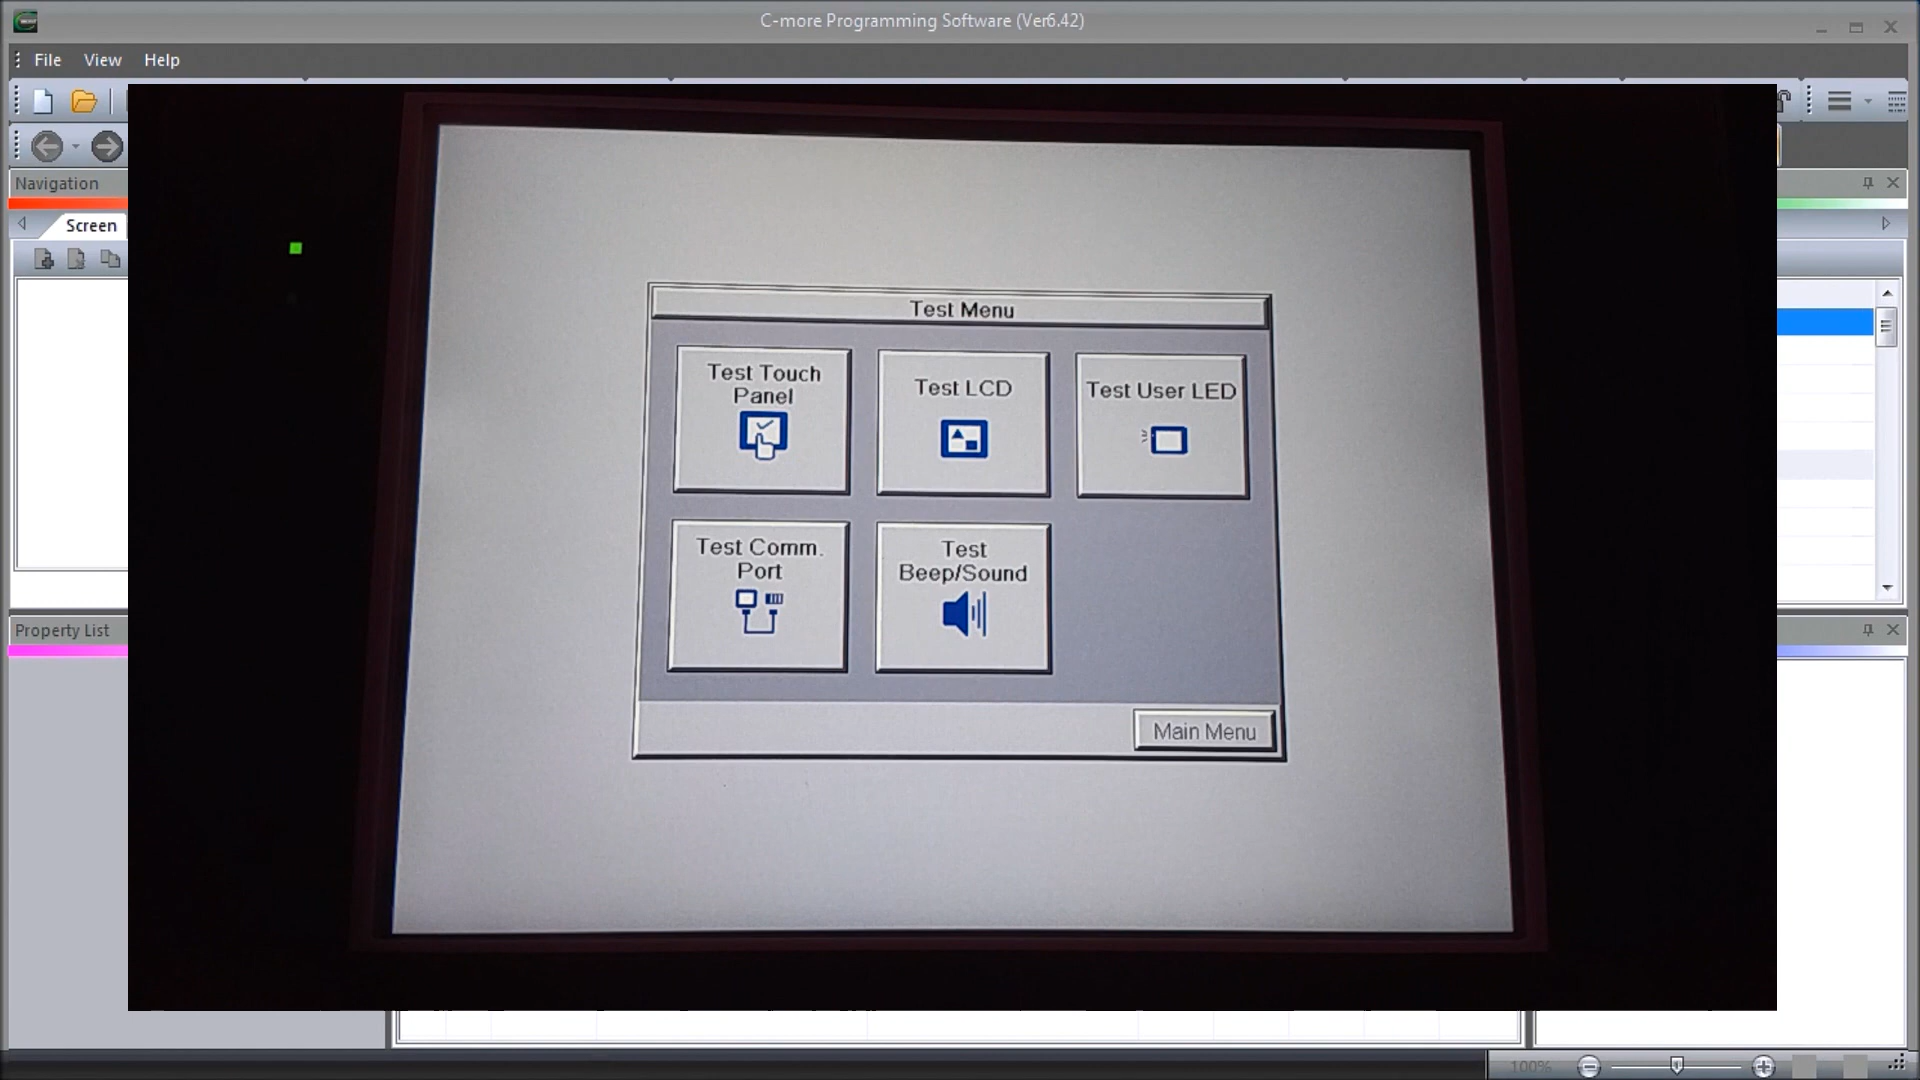 C-more Programming Software (Ver6.42)
File View Help
Navigation
Screen
Test Menu
Test Touch
Panel
Test LCD
Test User LED
Test Comm.
Port
Test
Beep/Sound
Main Menu
Property List
100%